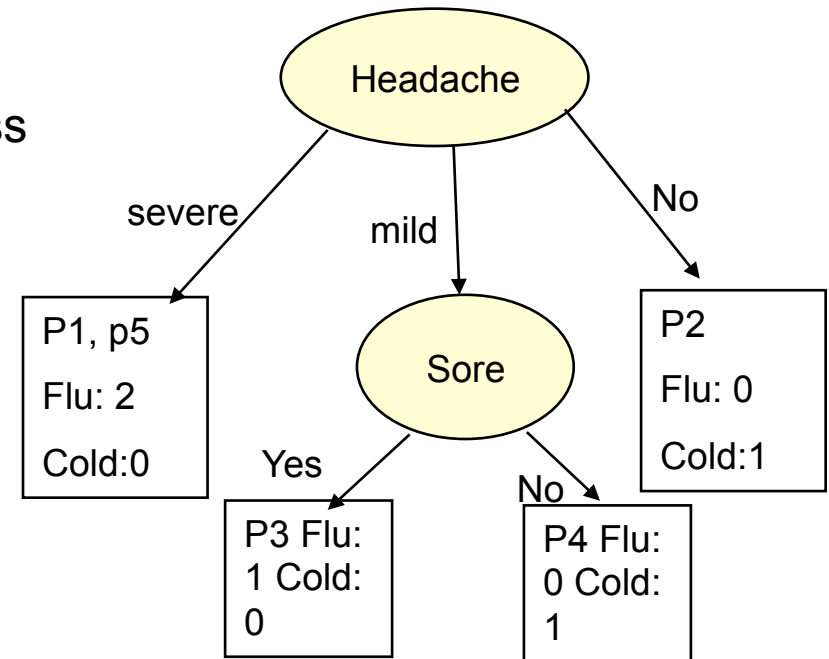 Headache
ss
severe
mild
No
P1, p5
Flu: 2
Cold:0
Sore
P2
Flu: 0
Cold:1
Yes
No
P3 Flu:
1 Cold:
0
P4 Flu:
0 Cold:
1